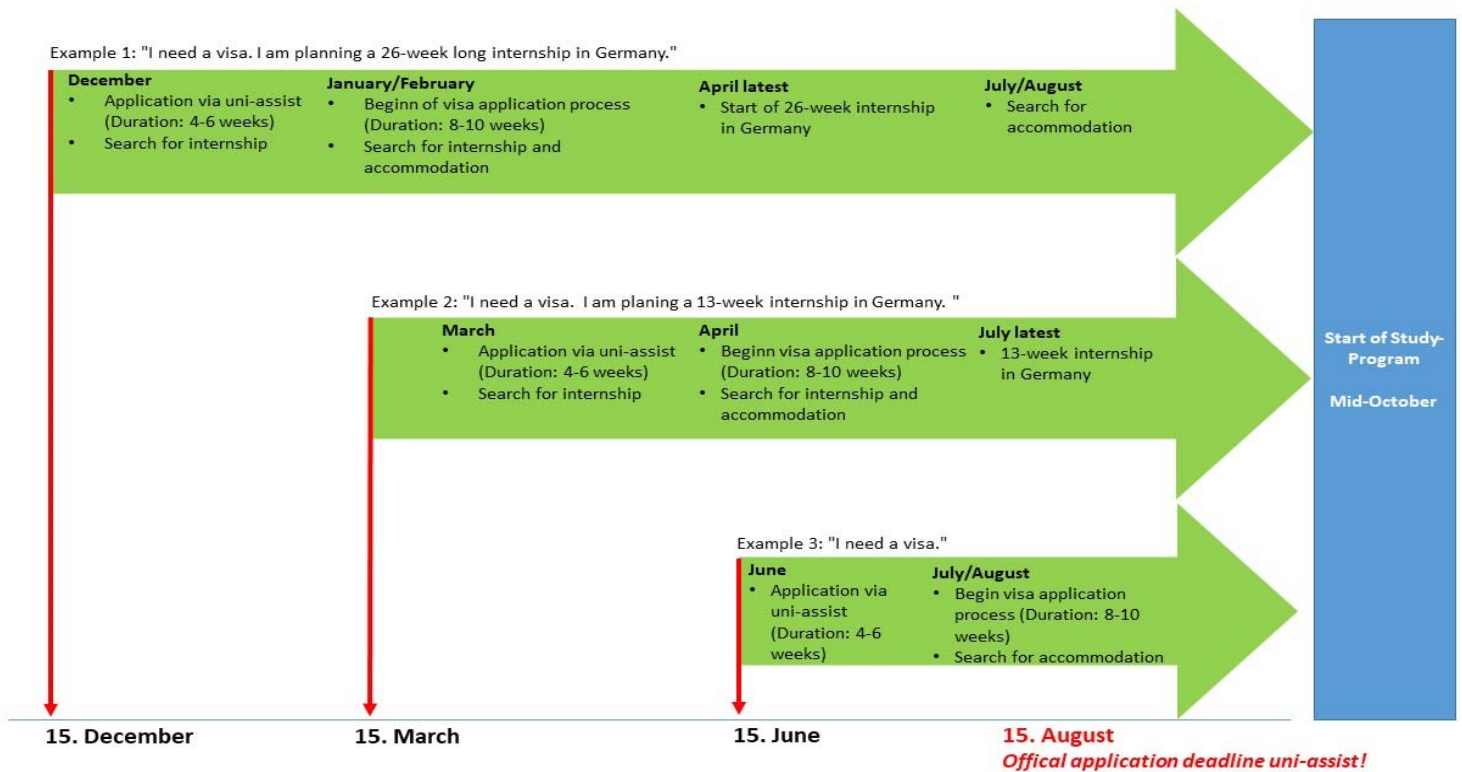 Example 1: "I need a visa. I am planning a 26-week long internship in Germany."
December
• Application via uni-assist
(Duration: 4-6 weeks)
• Search for internship
January/February
• Beginn of visa application process
(Duration: 8-10 weeks)
• Search for internship and
accommodation
April latest
• Start of 26-week internship
in Germany
July/August
• Search for
accommodation
Example 2: "I need a visa.  I am planing a 13-week internship in Germany. "
March
• Application via uni-assist
(Duration: 4-6 weeks)
• Search for internship
April
• Beginn visa application process
(Duration: 8-10 weeks)
• Search for internship and
accommodation
July latest
• 13-week internship
in Germany
Example 3: "I need a visa."
June
• Application via
uni-assist
(Duration: 4-6
weeks)
July/August
• Begin visa application
process (Duration: 8-10
weeks)
• Search for accommodation
Start of Study-
Program
Mid-October
15. December
15. March
15. June
15. August
Offical application deadline uni-assist!